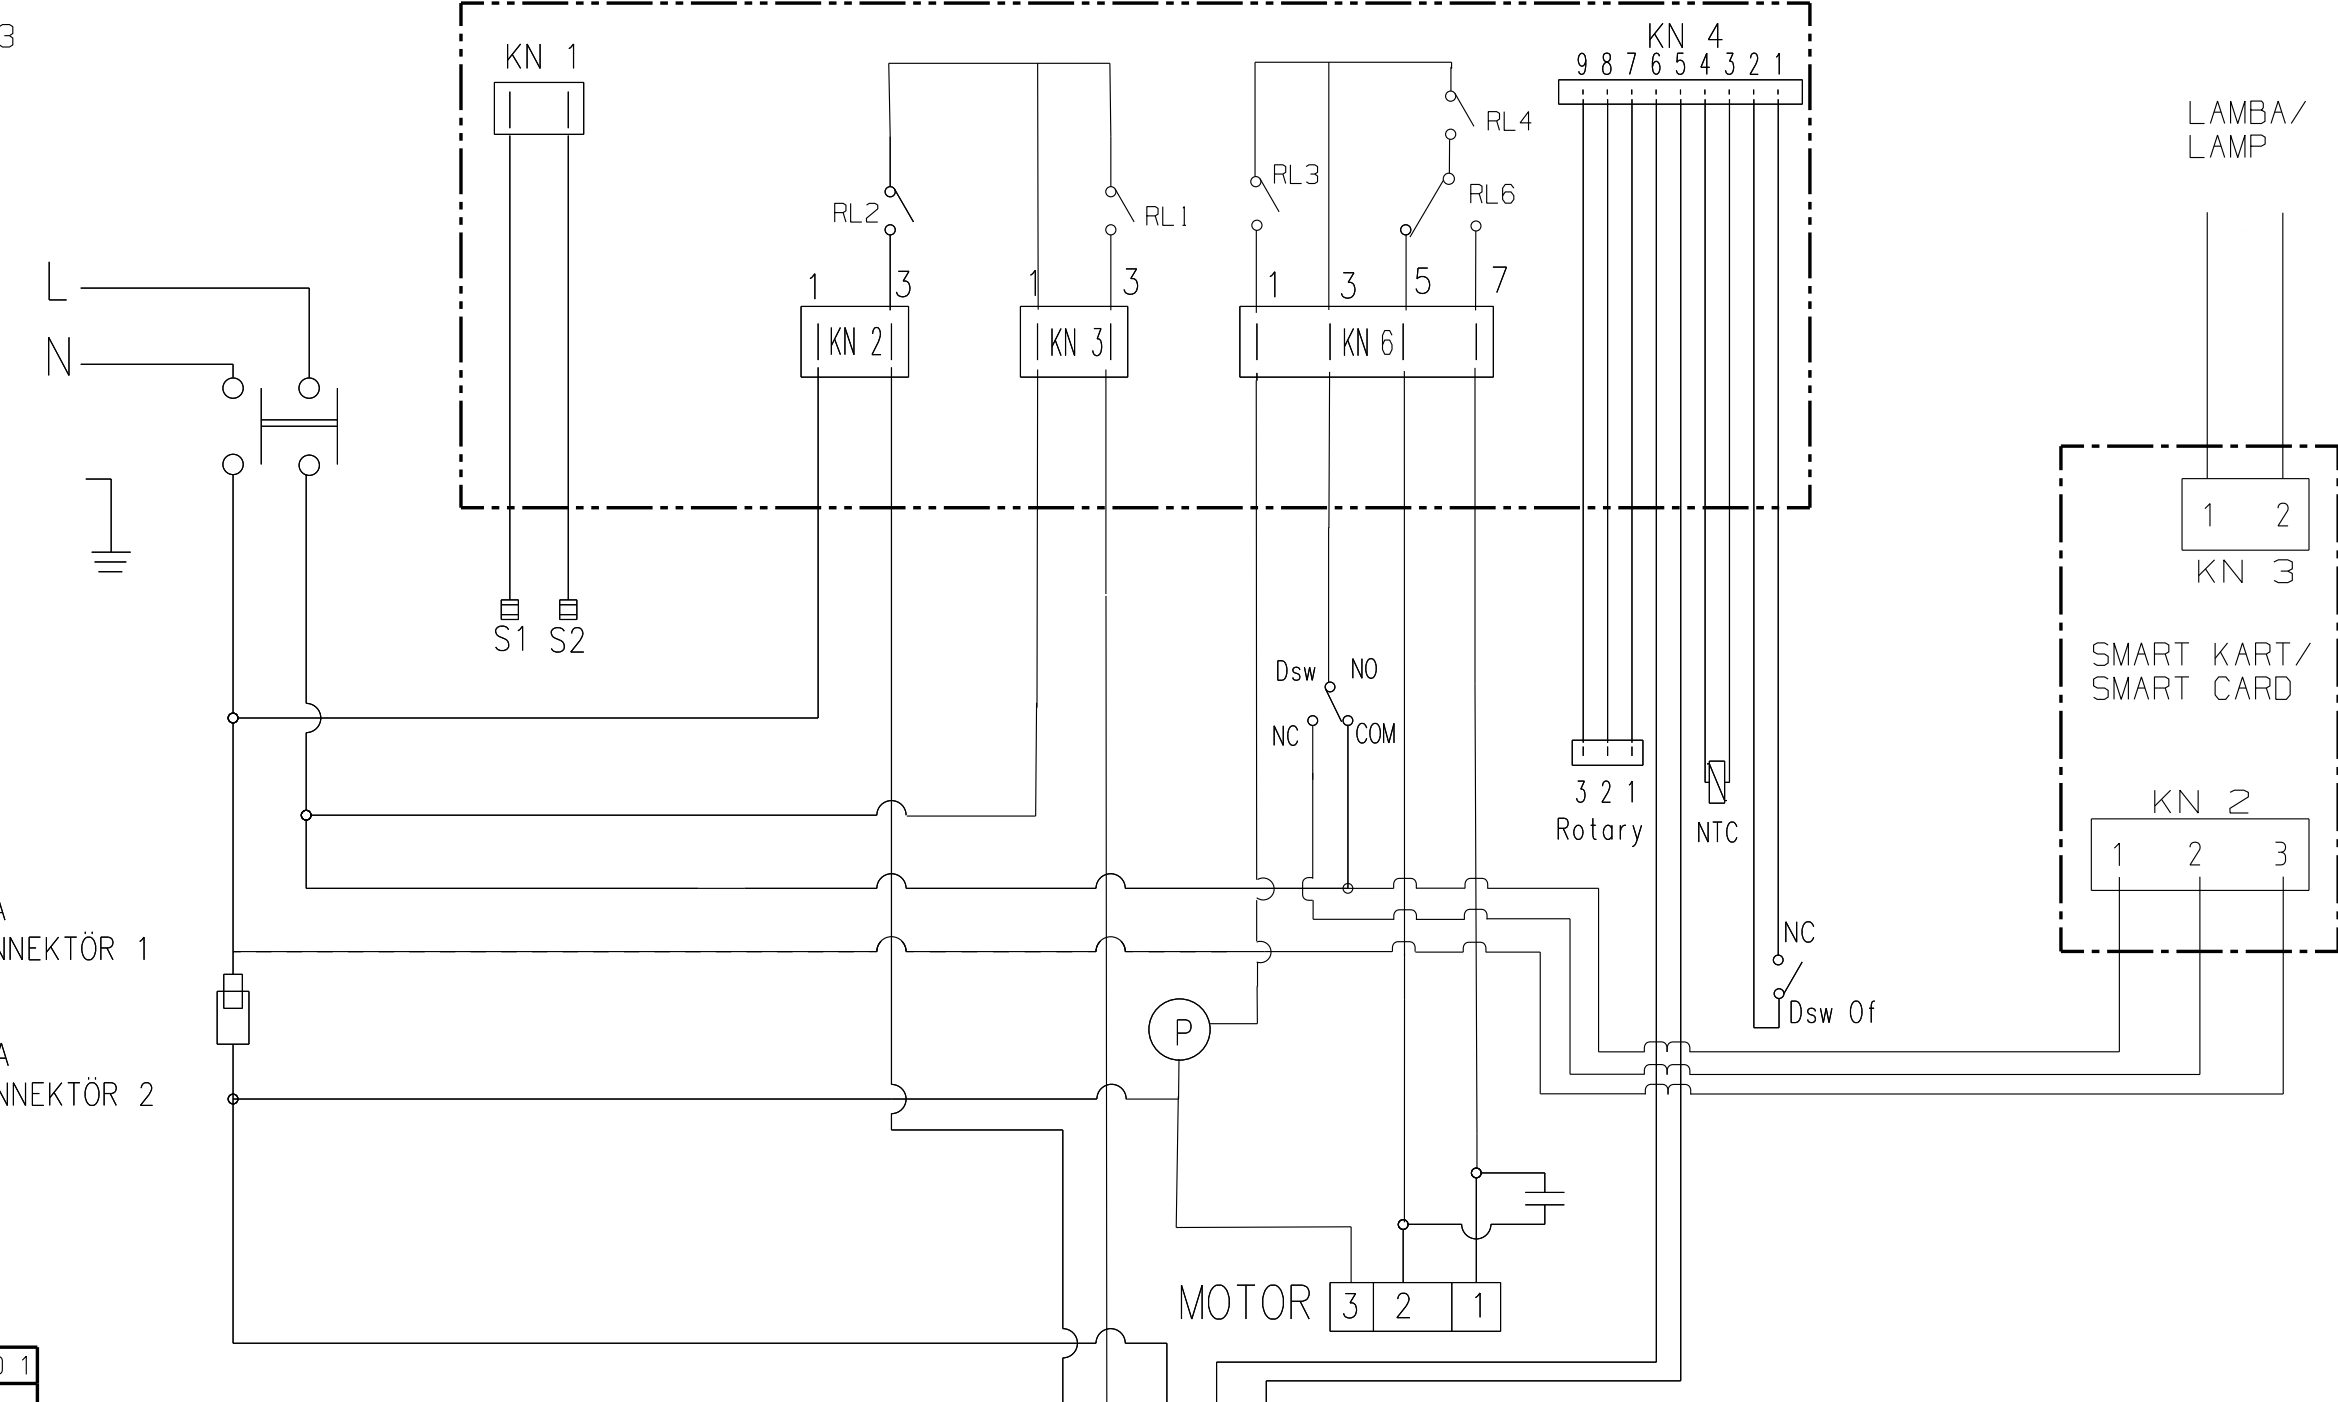 3
KN 1
KN 4
9 8 7 6 5 4 3 2 1
LAMBA/
LAMP
RL4
RL3
RL6
RL2
RL1
L
1 3
1 3
1 3 5 7
N
KN 2
KN 3
KN 6
1 2
KN 3
S1 S2
SMART KART/
SMART CARD
Dsw NO
NC COM
3 2 1
Rotary
NTC
KN 2
1 2 3
A
NNEKTÖR 1
NC
Dsw Of
P
A
NNEKTÖR 2
MOTOR
3 2 1
1